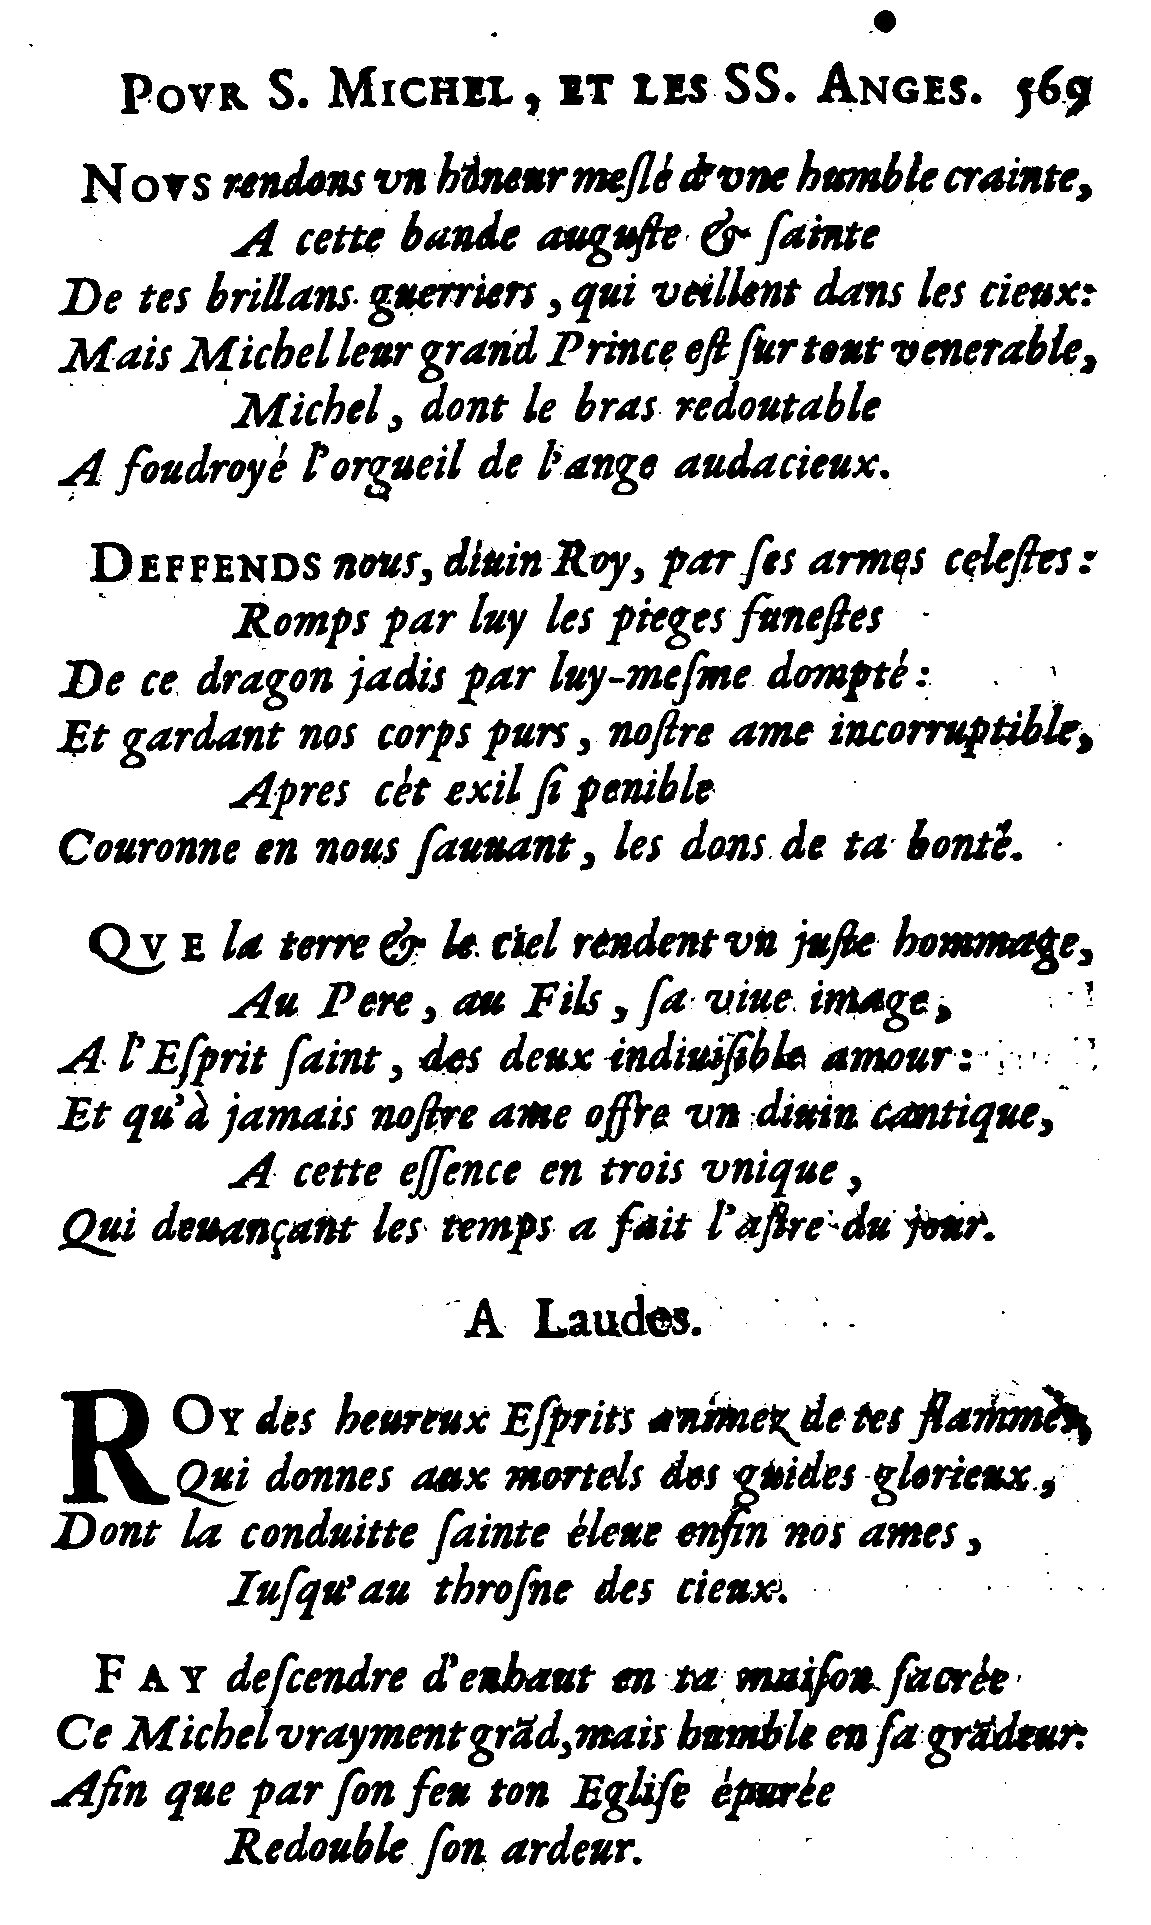 POVR S. MICHEL, ET LES SS. ANGES. 569
NOVS rendons vn hõneur meſlé d'vne humble crainte,
A cette bande auguſte & ſainte
De tes brillans guerriers, qui veillent dans les cieux:
Mais Michel leur grand Prince eſt ſur tout venerable,
Michel, dont le bras redoutable
A foudroyé l'orgueil de l'ange audacieux.
DEFFENDS nous, diuin Roy, par ſes armes celeſtes:
Romps par luy les pieges funeſtes
De ce dragon jadis par luy-meſme dompté:
Et gardant nos corps purs, noſtre ame incorruptible,
Apres cét exil ſi penible
Couronne en nous ſauuant, les dons de ta bonté.
QVE la terre & le ciel rendent vn juſte hommage,
Au Pere, au Fils, ſa viue image,
A l'Eſprit ſaint, des deux indiuiſible amour:
Et qu'à jamais noſtre ame offre vn diuin cantique,
A cette eſſence en trois vnique,
Qui deuançant les temps a fait l'aſtre du jour.
A Laudes.
ROY des heureux Eſprits animez de tes flammes,
Qui donnes aux mortels des guides glorieux,
Dont la conduitte ſainte éleue enfin nos ames,
Iuſqu'au throſne des cieux.
FAY deſcendre d'enhaut en ta maiſon ſacrée
Ce Michel vrayment grãd, mais humble en ſa grãdeur:
Afin que par ſon feu ton Egliſe épurée
Redouble ſon ardeur.